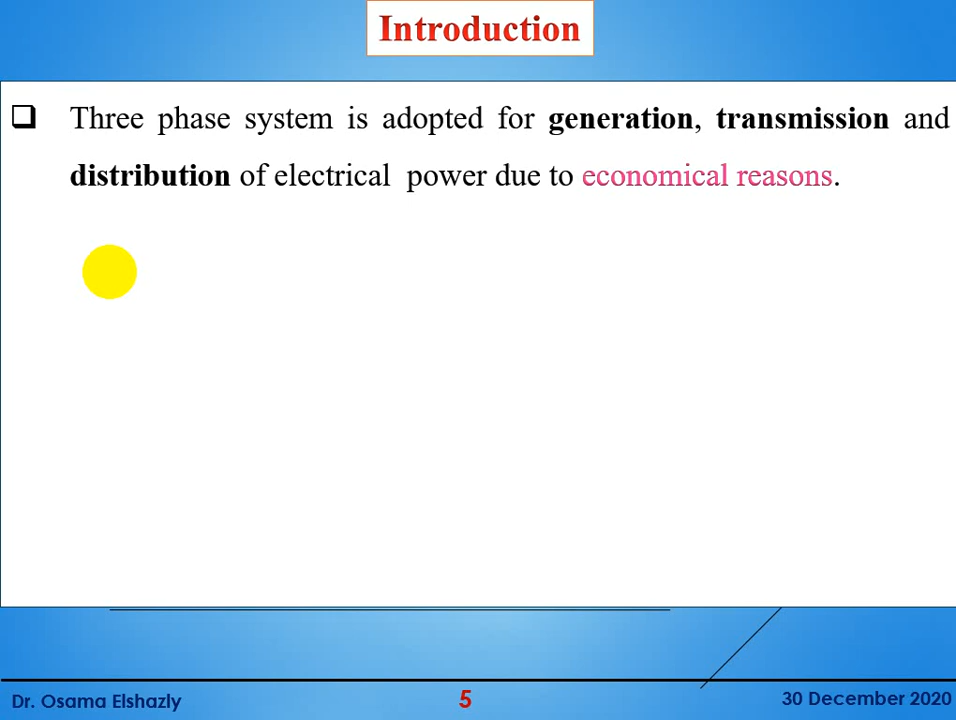 Introduction
Three phase system is adopted for generation, transmission and
distribution of electrical power due to economical reasons.
Dr. Osama Elshazly
5
30 December 2020